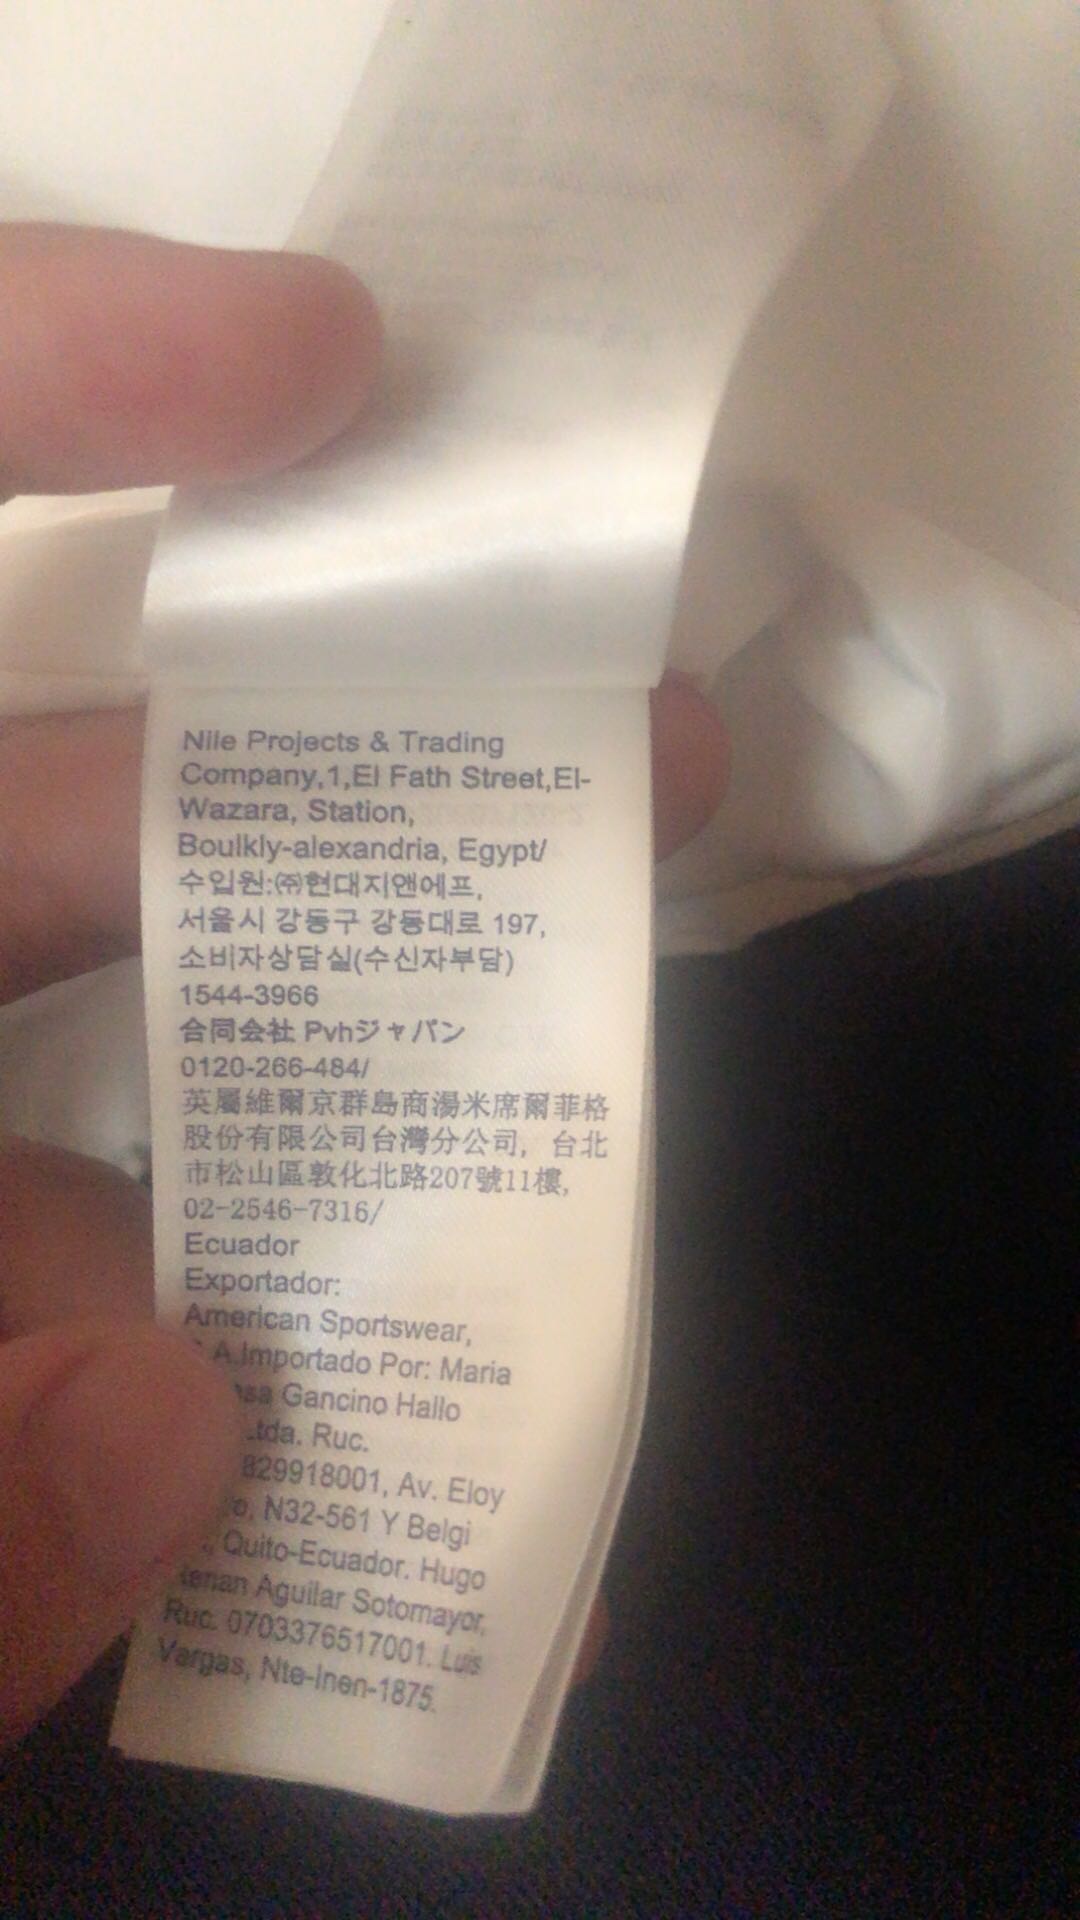 Nile Projects & Trading
Company,1,El Fath Street,El-
Wazara, Station,
Boulkly-alexandria, Egypt/
수입원:㈜현대지앤에프,
서울시 강동구 강동대로 197,
소비자상담실(수신자부담)
1544-3966
合同会社 Pvhジャパン
0120-266-484/
英屬維爾京群島商湯米席爾菲格
股份有限公司台灣分公司, 台北
市松山區敦化北路207號11樓,
02-2546-7316/
Ecuador
Exportador:
American Sportswear,
A.Importado Por: Maria
Gancino Hallo
Ruc.
829918001, Av. Eloy
N32-561 Y Belgi
Quito-Ecuador. Hugo
Aguilar Sotomayor,
Ruc. 0703376517001. Luis
Vargas, Nte-Inen-1875.